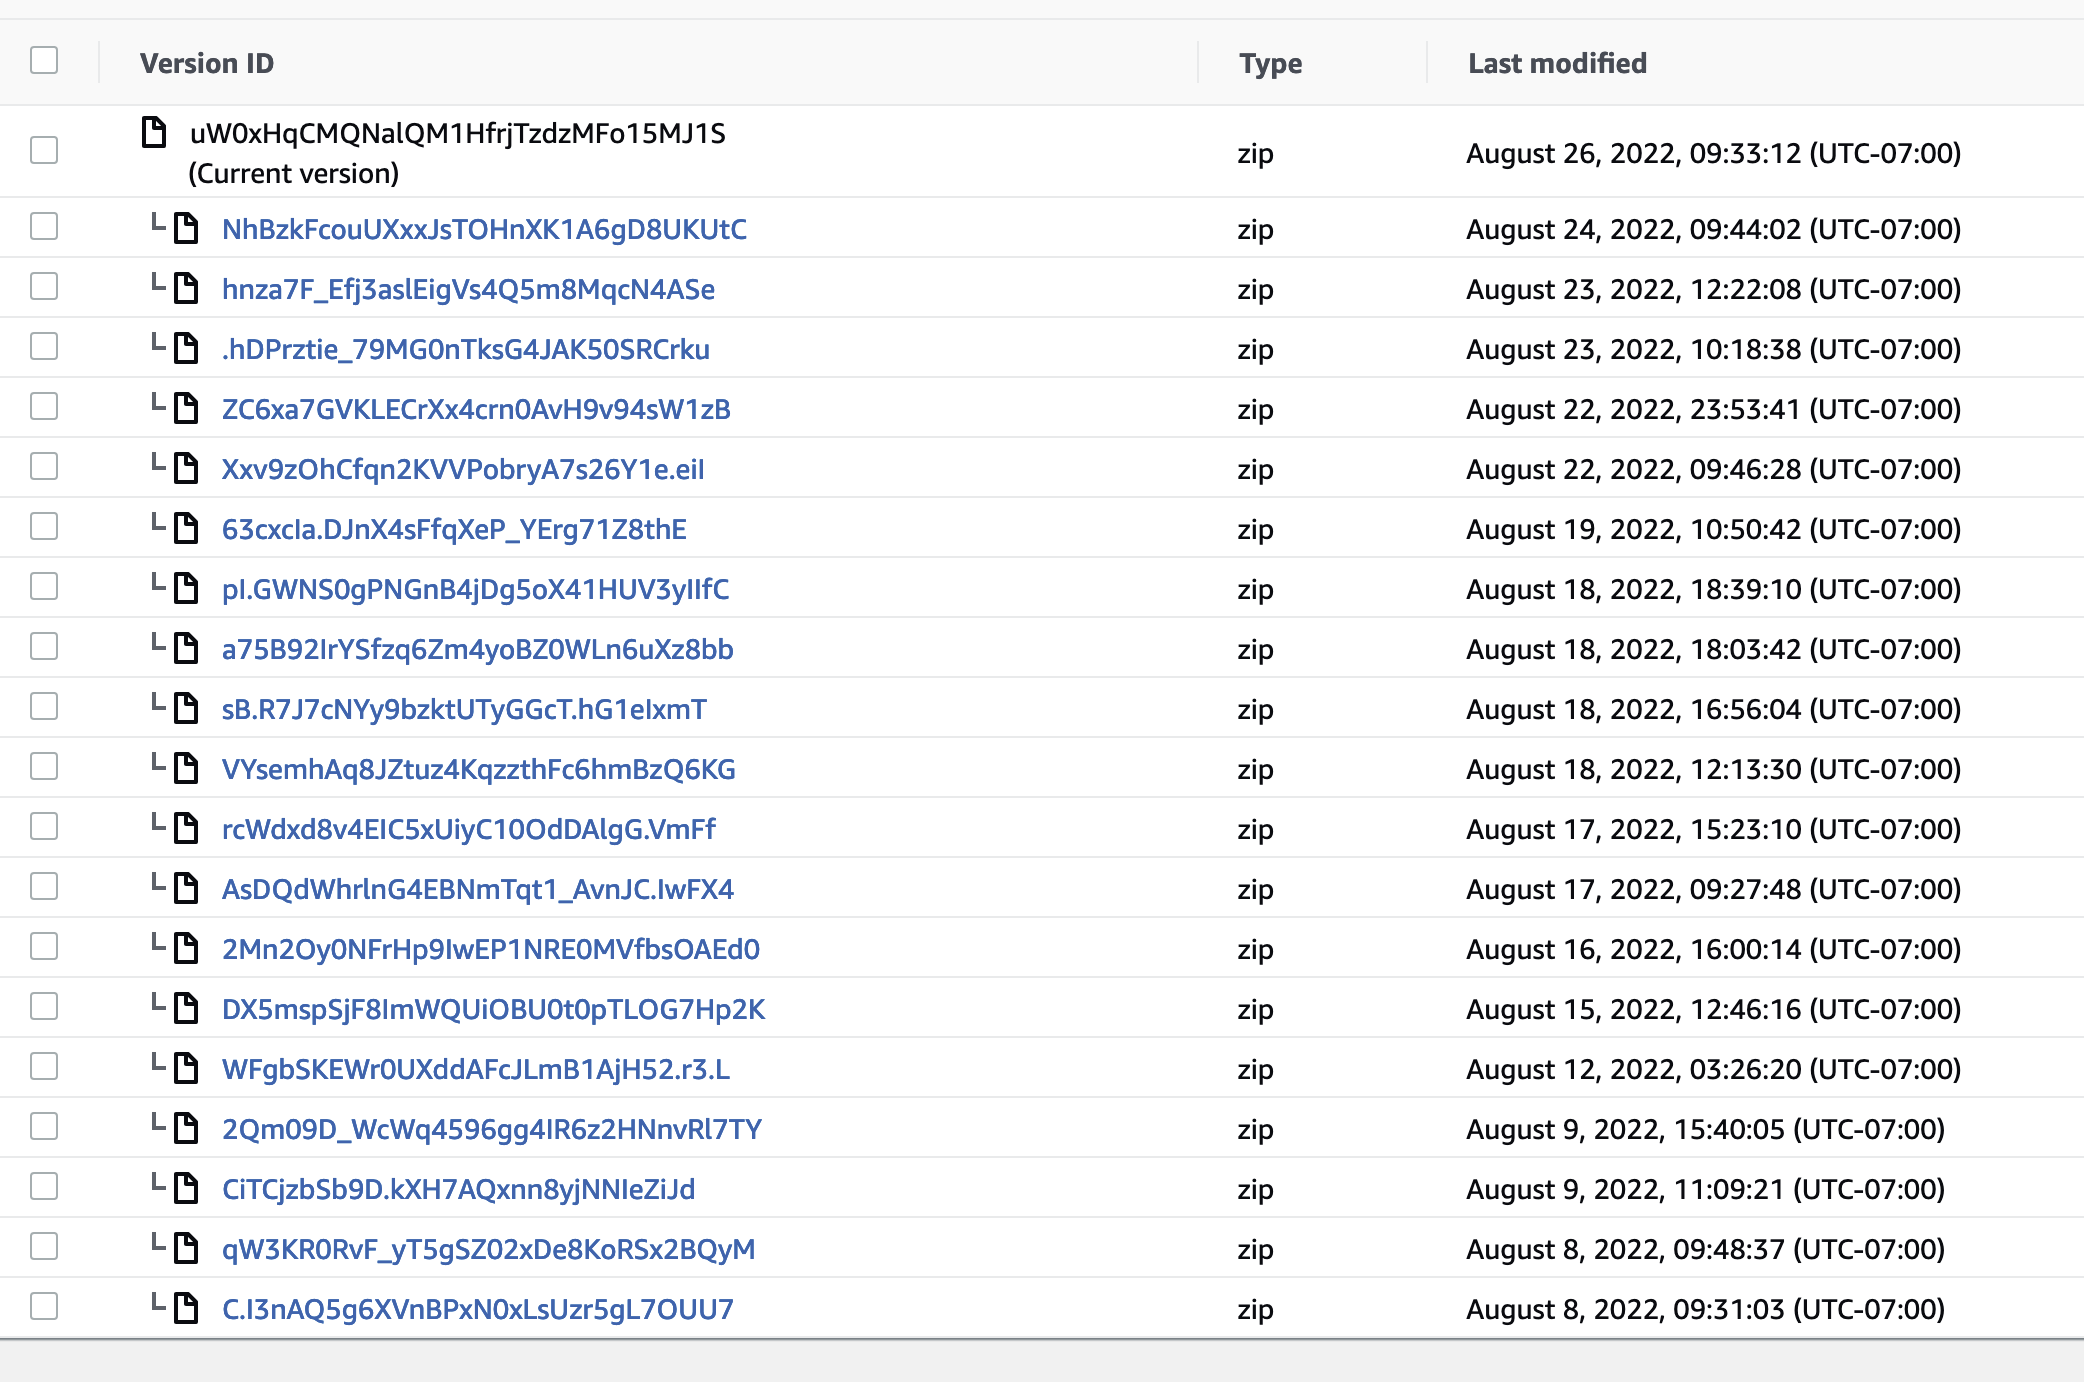 Version ID Type Last modified
uW0xHqCMQNalQM1HfrjTzdzMFo15MJ1S
(Current version) zip August 26, 2022, 09:33:12 (UTC-07:00)
NhBzkFcouUXxxJsTOHnXK1A6gD8UKUtC zip August 24, 2022, 09:44:02 (UTC-07:00)
hnza7F_Efj3aslEigVs4Q5m8MqcN4ASe zip August 23, 2022, 12:22:08 (UTC-07:00)
.hDPrztie_79MG0nTksG4JAK50SRCrku zip August 23, 2022, 10:18:38 (UTC-07:00)
ZC6xa7GVKLECrXx4crn0AvH9v94sW1zB zip August 22, 2022, 23:53:41 (UTC-07:00)
Xxv9zOhCfqn2KVVPobryA7s26Y1e.eiI zip August 22, 2022, 09:46:28 (UTC-07:00)
63cxcIa.DJnX4sFfqXeP_YErg71Z8thE zip August 19, 2022, 10:50:42 (UTC-07:00)
pI.GWNS0gPNGnB4jDg5oX41HUV3yIIfC zip August 18, 2022, 18:39:10 (UTC-07:00)
a75B92IrYSfzq6Zm4yoBZ0WLn6uXz8bb zip August 18, 2022, 18:03:42 (UTC-07:00)
sB.R7J7cNYy9bzktUTyGGcT.hG1eIxmT zip August 18, 2022, 16:56:04 (UTC-07:00)
VYsemhAq8JZtuz4KqzzthFc6hmBzQ6KG zip August 18, 2022, 12:13:30 (UTC-07:00)
rcWdxd8v4EIC5xUiyC10OdDAlgG.VmFf zip August 17, 2022, 15:23:10 (UTC-07:00)
AsDQdWhrlnG4EBNmTqt1_AvnJC.IwFX4 zip August 17, 2022, 09:27:48 (UTC-07:00)
2Mn2Oy0NFrHp9IwEP1NRE0MVfbsOAEd0 zip August 16, 2022, 16:00:14 (UTC-07:00)
DX5mspSjF8ImWQUiOBU0t0pTLOG7Hp2K zip August 15, 2022, 12:46:16 (UTC-07:00)
WFgbSKEWr0UXddAFcJLmB1AjH52.r3.L zip August 12, 2022, 03:26:20 (UTC-07:00)
2Qm09D_WcWq4596gg4IR6z2HNnvRl7TY zip August 9, 2022, 15:40:05 (UTC-07:00)
CiTCjzbSb9D.kXH7AQxnn8yjNNIeZiJd zip August 9, 2022, 11:09:21 (UTC-07:00)
qW3KR0RvF_yT5gSZ02xDe8KoRSx2BQyM zip August 8, 2022, 09:48:37 (UTC-07:00)
C.I3nAQ5g6XVnBPxN0xLsUzr5gL7OUU7 zip August 8, 2022, 09:31:03 (UTC-07:00)